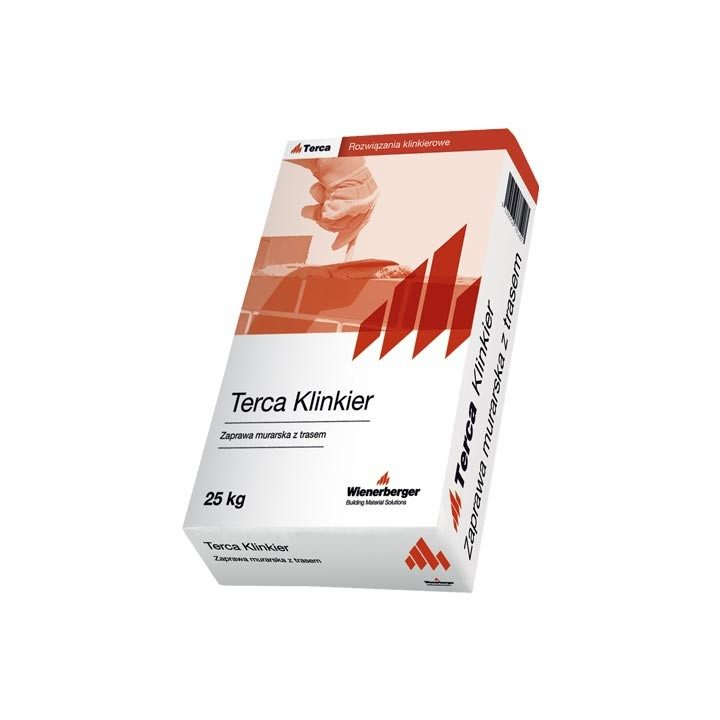 Terca
Rozwiązania klinkierowe
Terca Klinkier
Zaprawa murarska z trasem
25 kg
Wienerberger
Building Material Solutions
Terca Klinkier
Zaprawa murarska z trasem
Wienerberger
Terca Klinkier
Zaprawa murarska z trasem